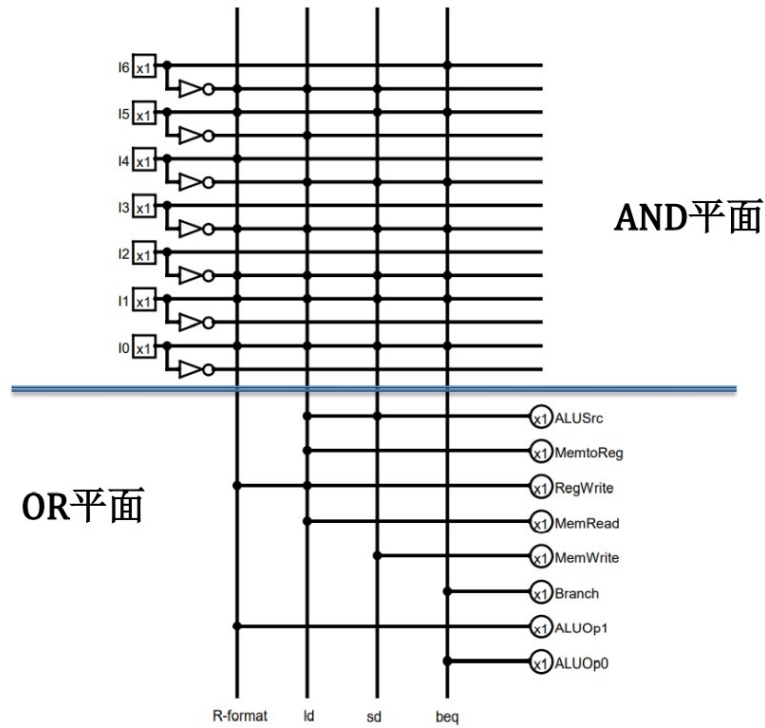 I6 x1
I5 x1
I4 x1
I3 x1
AND平面
I2 x1
I1 x1
I0 x1
x1 ALUSrc
x1 MemtoReg
x1 RegWrite
OR平面
x1 MemRead
x1 MemWrite
x1 Branch
x1 ALUOp1
x1 ALUOp0
R-format ld sd beq